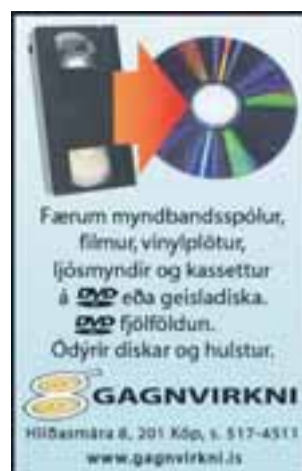 Færum myndbandsspólur,
filmur, vinylplötur,
ljósmyndir og kassettur
á DVD eða geisladiska.
DVD fjölföldun.
Ódýrir diskar og hulstur.
GAGNVIRKNI
Hlíðasmára 8, 201 Kóp, s. 517-4511
www.gagnvirkni.is